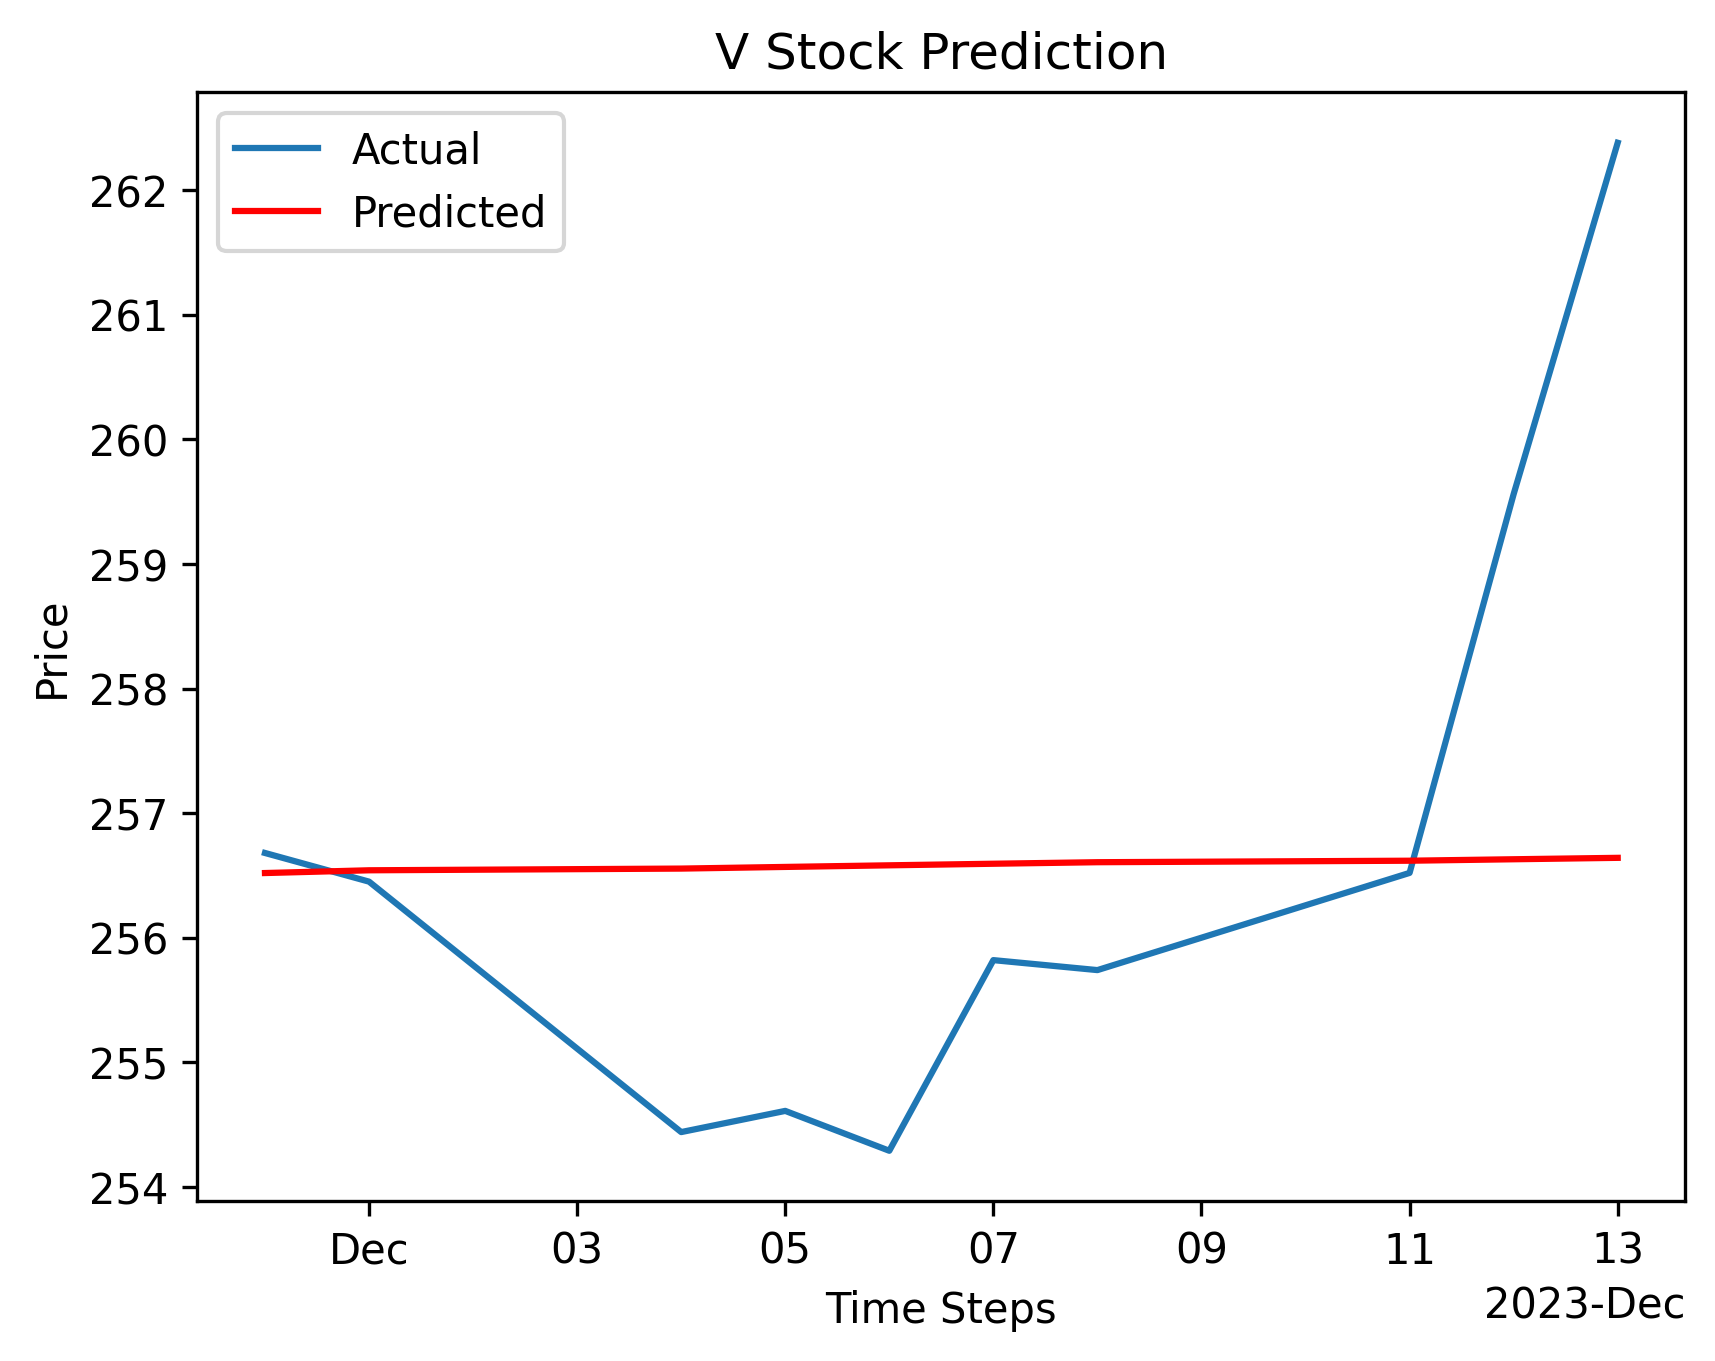 V Stock Prediction
Actual
Predicted
262
261
260
259
258
257
256
255
254
Price
Dec 03 05 07 09 11 13
Time Steps
2023-Dec